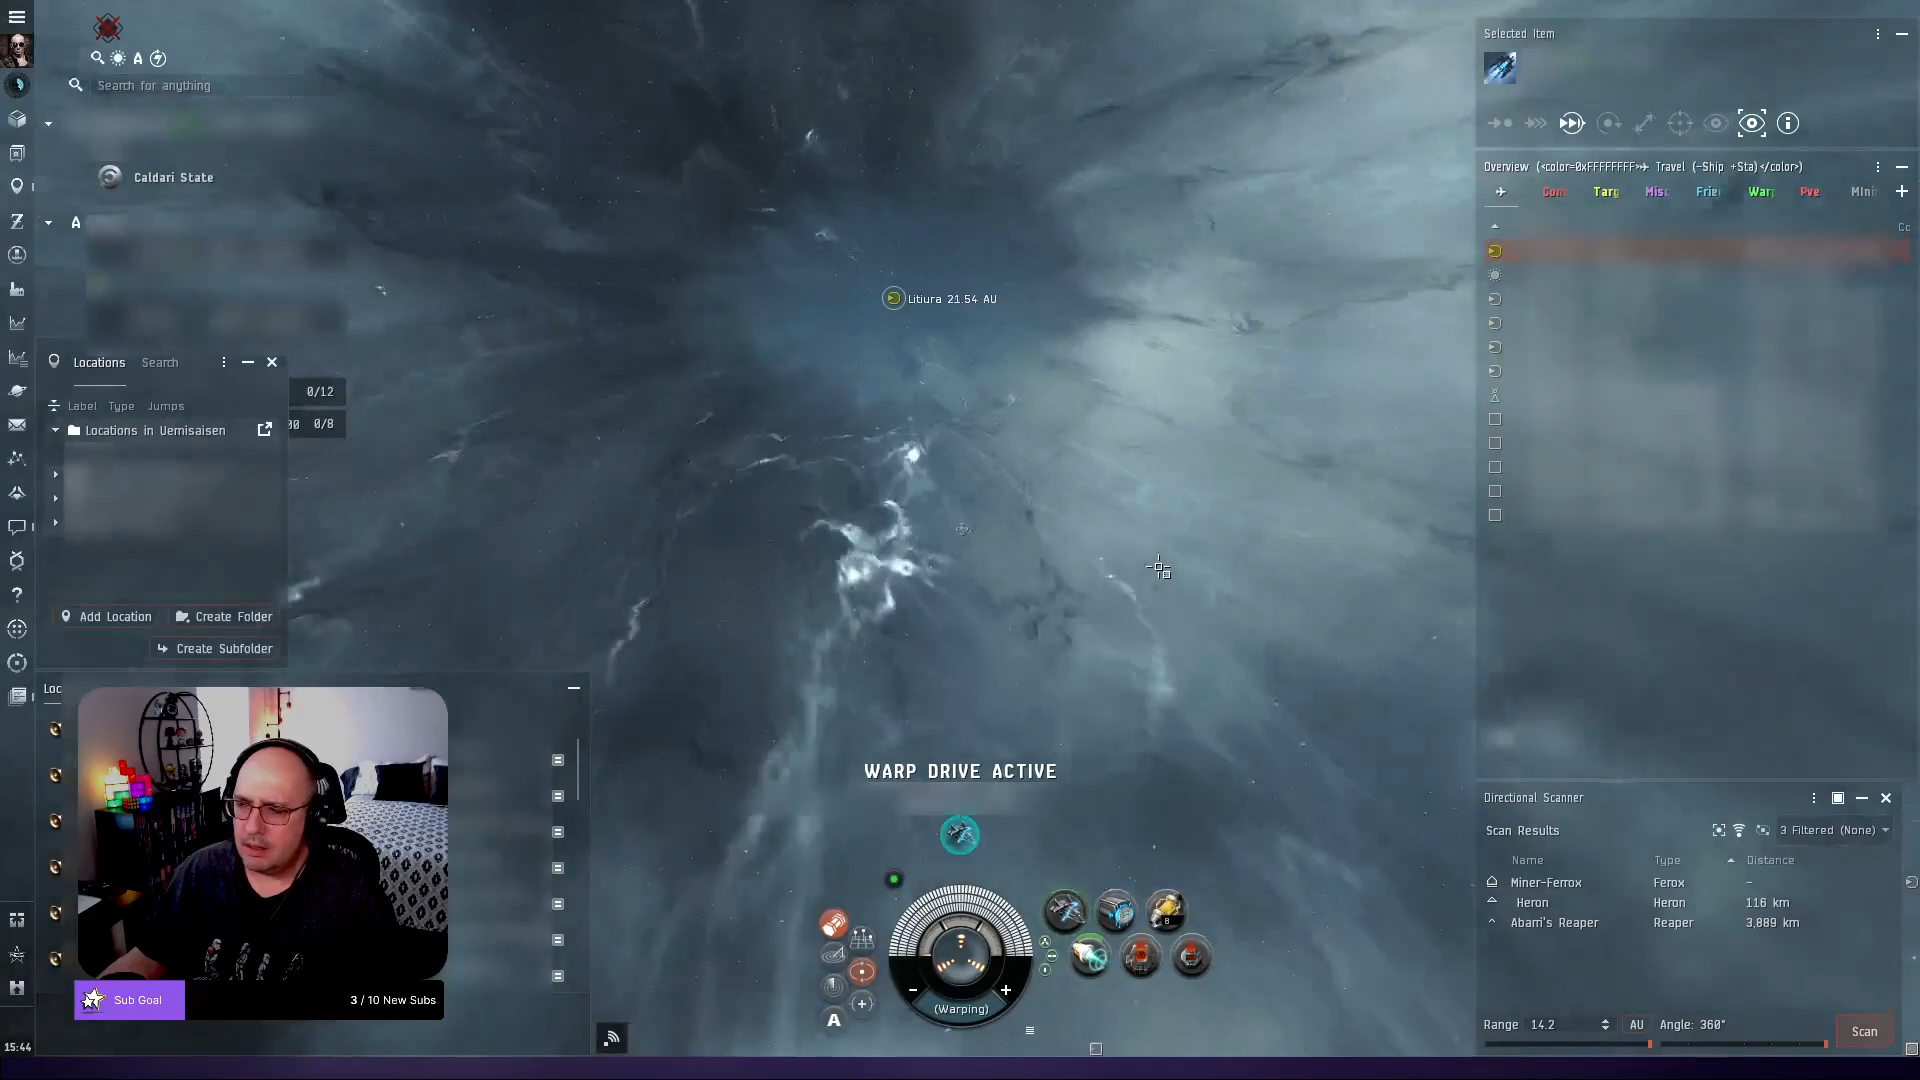 Search for anything
Caldari State
A
Locations Search
Label Type Jumps
Locations in Uemisaisen
0/12
00 0/8
Add Location Create Folder
Create Subfolder
Loc
Sub Goal 3 / 10 New Subs
15:44
Litiura 21.54 AU
WARP DRIVE ACTIVE
(Warping)
A
8
Selected Item
Overview (<color=0xFFFFFFFF>✈ Travel (-Ship +Sta)</color>)
Com Targ Misc Frie War Pve Mini
Directional Scanner
Scan Results 3 Filtered (None)
Name Type Distance
Miner-Ferrox Ferox –
Heron Heron 116 km
Abarri's Reaper Reaper 3,889 km
Range 14.2 AU Angle: 360° Scan